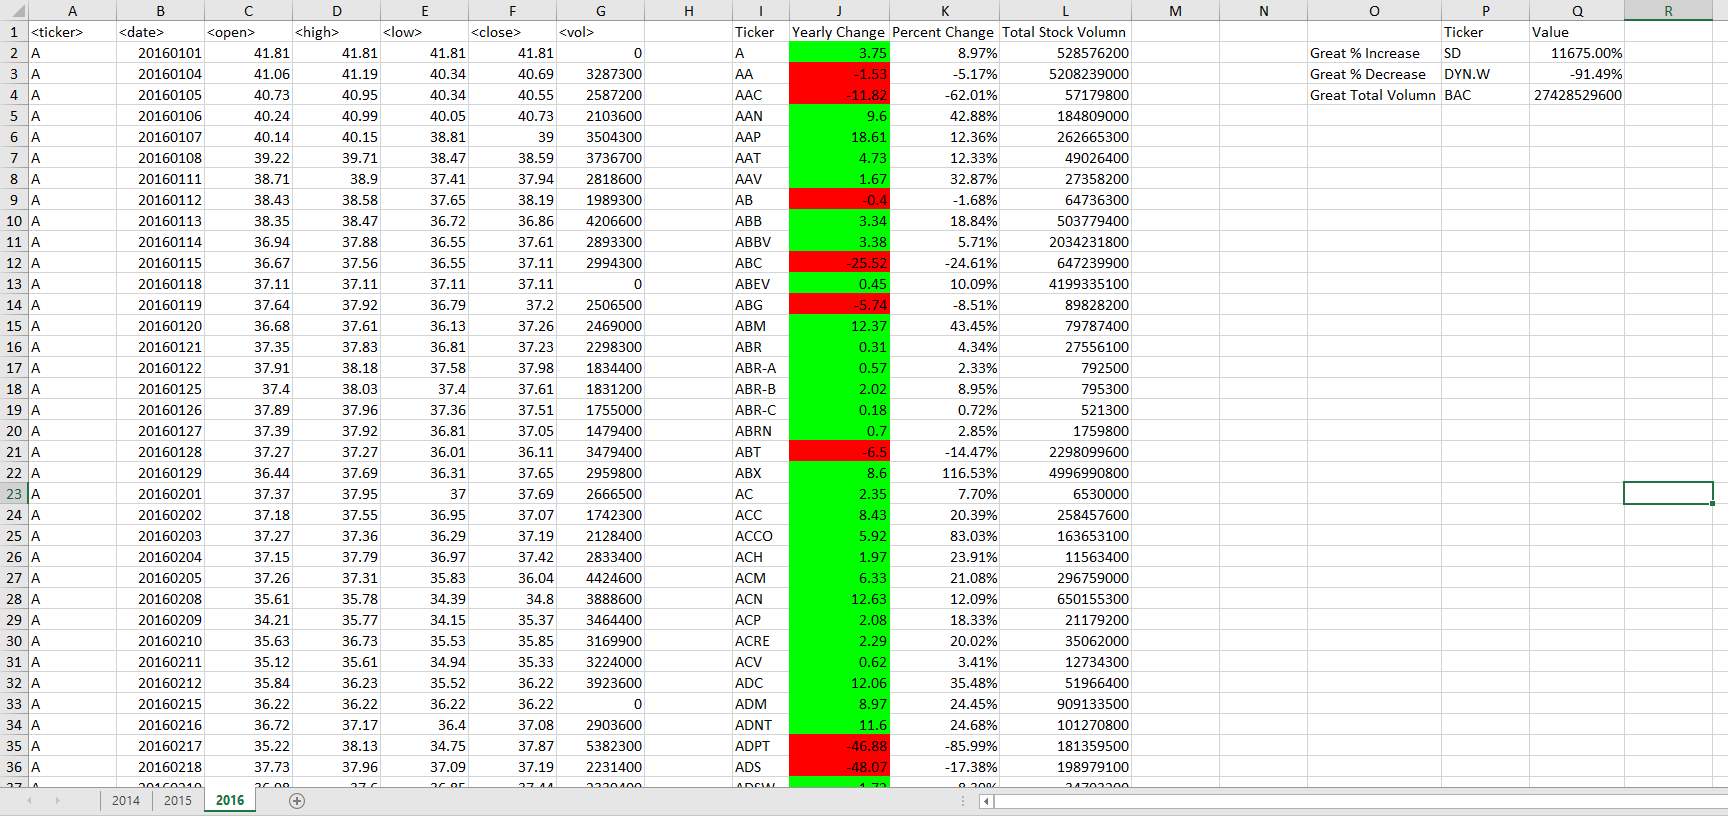 A B C D E F G H I J K L M N O P Q R
1 <ticker> <date> <open> <high> <low> <close> <vol> Ticker Yearly Change Percent Change Total Stock Volumn Ticker Value
2 A 20160101 41.81 41.81 41.81 41.81 0 A 3.75 8.97% 528576200 Great % Increase SD 11675.00%
3 A 20160104 41.06 41.19 40.34 40.69 3287300 AA -1.53 -5.17% 5208239000 Great % Decrease DYN.W -91.49%
4 A 20160105 40.73 40.95 40.34 40.55 2587200 AAC -11.82 -62.01% 57179800 Great Total Volumn BAC 27428529600
5 A 20160106 40.24 40.99 40.05 40.73 2103600 AAN 9.6 42.88% 184809000
6 A 20160107 40.14 40.15 38.81 39 3504300 AAP 18.61 12.36% 262665300
7 A 20160108 39.22 39.71 38.47 38.59 3736700 AAT 4.73 12.33% 49026400
8 A 20160111 38.71 38.9 37.41 37.94 2818600 AAV 1.67 32.87% 27358200
9 A 20160112 38.43 38.58 37.65 38.19 1989300 AB -0.4 -1.68% 64736300
10 A 20160113 38.35 38.47 36.72 36.86 4206600 ABB 3.34 18.84% 503779400
11 A 20160114 36.94 37.88 36.55 37.61 2893300 ABBV 3.38 5.71% 2034231800
12 A 20160115 36.67 37.56 36.55 37.11 2994300 ABC -25.52 -24.61% 647239900
13 A 20160118 37.11 37.11 37.11 37.11 0 ABEV 0.45 10.09% 4199335100
14 A 20160119 37.64 37.92 36.79 37.2 2506500 ABG -5.74 -8.51% 89828200
15 A 20160120 36.68 37.61 36.13 37.26 2469000 ABM 12.37 43.45% 79787400
16 A 20160121 37.35 37.83 36.81 37.23 2298300 ABR 0.31 4.34% 27556100
17 A 20160122 37.91 38.18 37.58 37.98 1834400 ABR-A 0.57 2.33% 792500
18 A 20160125 37.4 38.03 37.4 37.61 1831200 ABR-B 2.02 8.95% 795300
19 A 20160126 37.89 37.96 37.36 37.51 1755000 ABR-C 0.18 0.72% 521300
20 A 20160127 37.39 37.92 36.81 37.05 1479400 ABRN 0.7 2.85% 1759800
21 A 20160128 37.27 37.27 36.01 36.11 3479400 ABT -6.5 -14.47% 2298099600
22 A 20160129 36.44 37.69 36.31 37.65 2959800 ABX 8.6 116.53% 4996990800
23 A 20160201 37.37 37.95 37 37.69 2666500 AC 2.35 7.70% 6530000
24 A 20160202 37.18 37.55 36.95 37.07 1742300 ACC 8.43 20.39% 258457600
25 A 20160203 37.27 37.36 36.29 37.19 2128400 ACCO 5.92 83.03% 163653100
26 A 20160204 37.15 37.79 36.97 37.42 2833400 ACH 1.97 23.91% 11563400
27 A 20160205 37.26 37.31 35.83 36.04 4424600 ACM 6.33 21.08% 296759000
28 A 20160208 35.61 35.78 34.39 34.8 3888600 ACN 12.63 12.09% 650155300
29 A 20160209 34.21 35.77 34.15 35.37 3464400 ACP 2.08 18.33% 21179200
30 A 20160210 35.63 36.73 35.53 35.85 3169900 ACRE 2.29 20.02% 35062000
31 A 20160211 35.12 35.61 34.94 35.33 3224000 ACV 0.62 3.41% 12734300
32 A 20160212 35.84 36.23 35.52 36.22 3923600 ADC 12.06 35.48% 51966400
33 A 20160215 36.22 36.22 36.22 36.22 0 ADM 8.97 24.45% 909133500
34 A 20160216 36.72 37.17 36.4 37.08 2903600 ADNT 11.6 24.68% 101270800
35 A 20160217 35.22 38.13 34.75 37.87 5382300 ADPT -46.88 -85.99% 181359500
36 A 20160218 37.73 37.96 37.09 37.19 2231400 ADS -48.07 -17.38% 198979100
2014 2015 2016